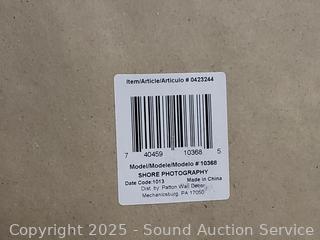 Item/Article/Articulo # 0423244
7 40459 10368 5
Model/Modele/Modelo # 10368
SHORE PHOTOGRAPHY
Date Code:1013 Made in China
Dist. by: Patton Wall Decor
Mechanicsburg, PA 17050
Copyright 2025 - Sound Auction Service